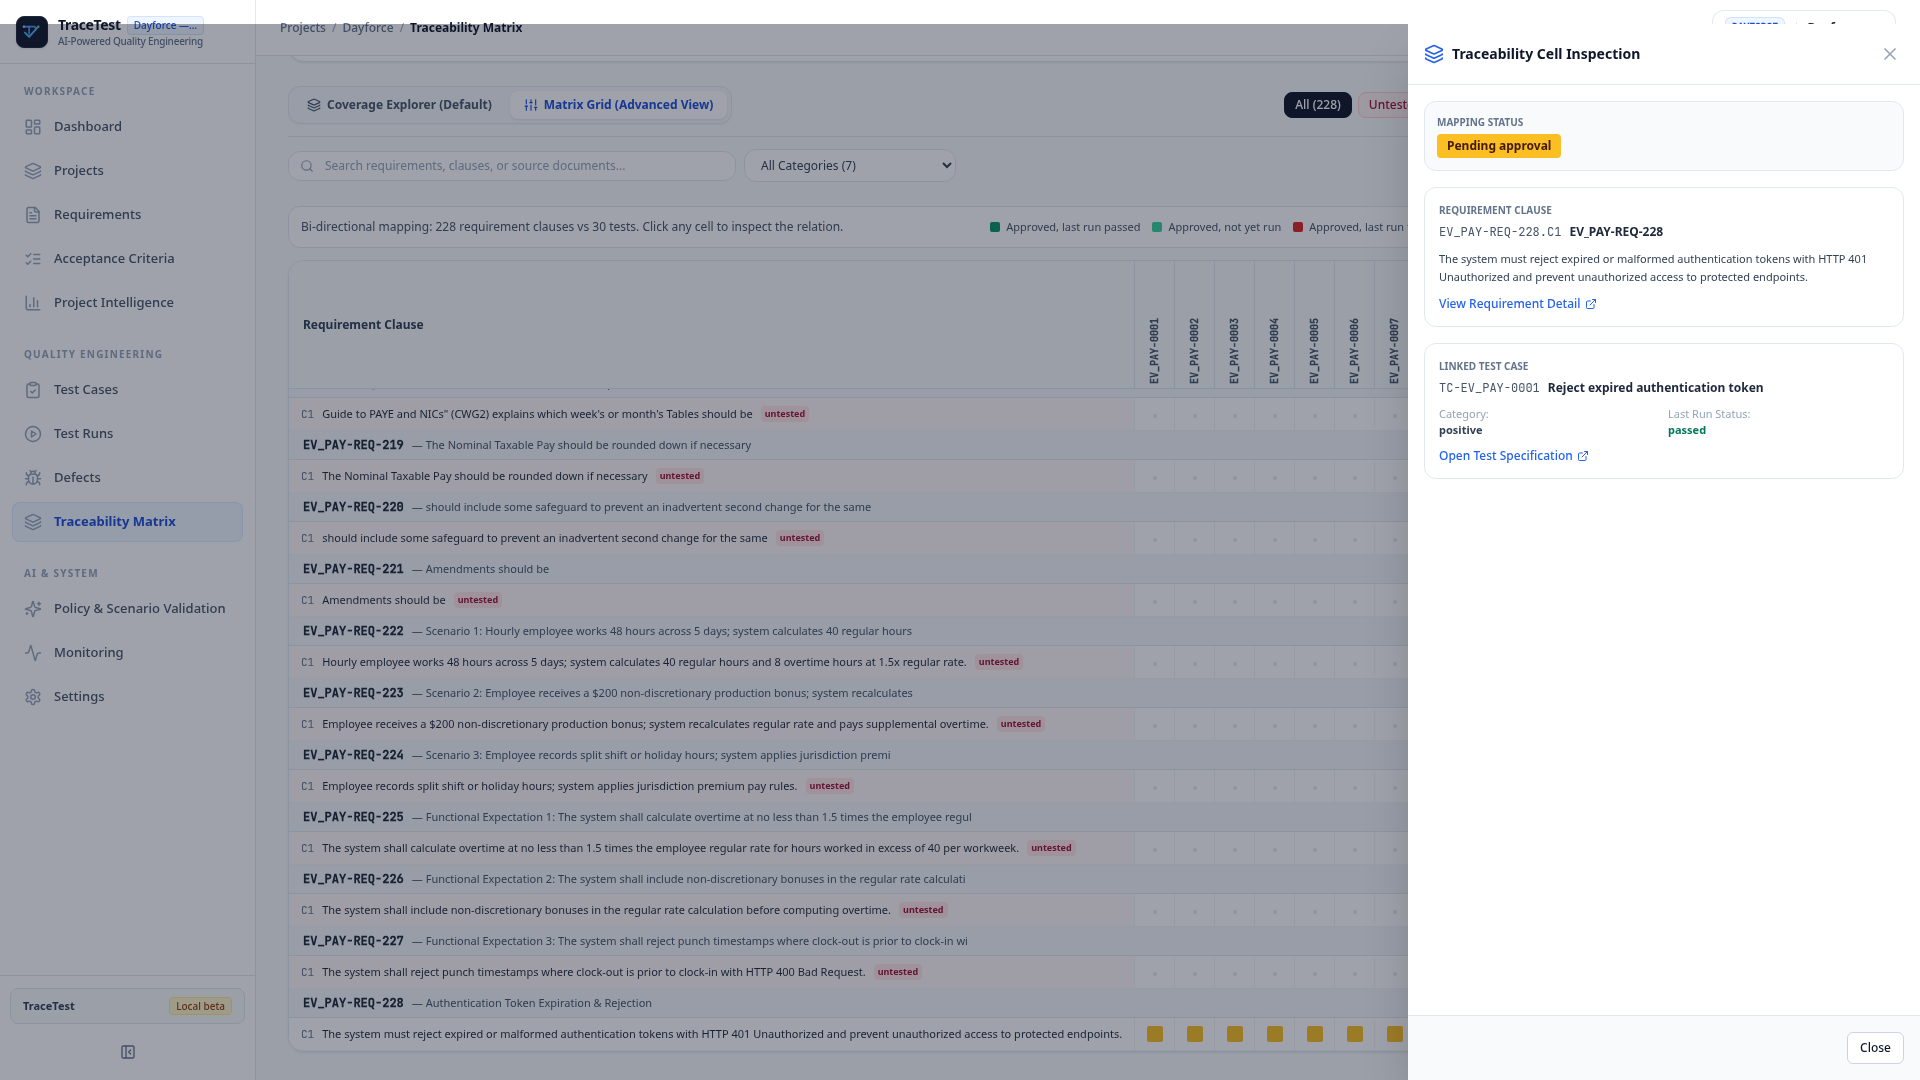 TraceTest
Dayforce —...
AI-Powered Quality Engineering
WORKSPACE
Dashboard
Projects
Requirements
Acceptance Criteria
Project Intelligence
QUALITY ENGINEERING
Test Cases
Test Runs
Defects
Traceability Matrix
AI & SYSTEM
Policy & Scenario Validation
Monitoring
Settings
TraceTest
Local beta
Projects / Dayforce / Traceability Matrix
Coverage Explorer (Default)
Matrix Grid (Advanced View)
All (228)
Search requirements, clauses, or source documents...
All Categories (7)
Bi-directional mapping: 228 requirement clauses vs 30 tests. Click any cell to inspect the relation.
Approved, last run passed
Approved, not yet run
Approved, last run
Requirement Clause
EV_PAY-0001
EV_PAY-0002
EV_PAY-0003
EV_PAY-0004
EV_PAY-0005
EV_PAY-0006
EV_PAY-0007
C1 Guide to PAYE and NICs" (CWG2) explains which week's or month's Tables should be untested
EV_PAY-REQ-219 — The Nominal Taxable Pay should be rounded down if necessary
C1 The Nominal Taxable Pay should be rounded down if necessary untested
EV_PAY-REQ-220 — should include some safeguard to prevent an inadvertent second change for the same
C1 should include some safeguard to prevent an inadvertent second change for the same untested
EV_PAY-REQ-221 — Amendments should be
C1 Amendments should be untested
EV_PAY-REQ-222 — Scenario 1: Hourly employee works 48 hours across 5 days; system calculates 40 regular hours
C1 Hourly employee works 48 hours across 5 days; system calculates 40 regular hours and 8 overtime hours at 1.5x regular rate. untested
EV_PAY-REQ-223 — Scenario 2: Employee receives a $200 non-discretionary production bonus; system recalculates
C1 Employee receives a $200 non-discretionary production bonus; system recalculates regular rate and pays supplemental overtime. untested
EV_PAY-REQ-224 — Scenario 3: Employee records split shift or holiday hours; system applies jurisdiction premi
C1 Employee records split shift or holiday hours; system applies jurisdiction premium pay rules. untested
EV_PAY-REQ-225 — Functional Expectation 1: The system shall calculate overtime at no less than 1.5 times the employee regul
C1 The system shall calculate overtime at no less than 1.5 times the employee regular rate for hours worked in excess of 40 per workweek. untested
EV_PAY-REQ-226 — Functional Expectation 2: The system shall include non-discretionary bonuses in the regular rate calculati
C1 The system shall include non-discretionary bonuses in the regular rate calculation before computing overtime. untested
EV_PAY-REQ-227 — Functional Expectation 3: The system shall reject punch timestamps where clock-out is prior to clock-in wi
C1 The system shall reject punch timestamps where clock-out is prior to clock-in with HTTP 400 Bad Request. untested
EV_PAY-REQ-228 — Authentication Token Expiration & Rejection
C1 The system must reject expired or malformed authentication tokens with HTTP 401 Unauthorized and prevent unauthorized access to protected endpoints.
Traceability Cell Inspection
MAPPING STATUS
Pending approval
REQUIREMENT CLAUSE
EV_PAY-REQ-228.C1 EV_PAY-REQ-228
The system must reject expired or malformed authentication tokens with HTTP 401
Unauthorized and prevent unauthorized access to protected endpoints.
View Requirement Detail
LINKED TEST CASE
TC-EV_PAY-0001 Reject expired authentication token
Category:
positive
Last Run Status:
passed
Open Test Specification
Close